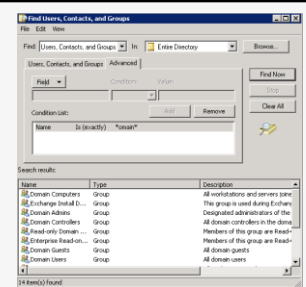 Find Users, Contacts, and Groups
File Edit View
Find: Users, Contacts, and Groups In: Entire Directory Browse...
Users, Contacts, and Groups Advanced
Field Condition: Value:
Find Now
Stop
Clear All
Condition List: Add Remove
Name Is (exactly) *omain*
Search results:
Name Type Description
Domain Computers Group All workstations and servers joine
Exchange Install D... Group This group is used during Exchan
Domain Admins Group Designated administrators of the
Domain Controllers Group All domain controllers in the doma
Read-only Domain ... Group Members of this group are Read-
Enterprise Read-on... Group Members of this group are Read-
Domain Guests Group All domain guests
Domain Users Group All domain users
14 item(s) found